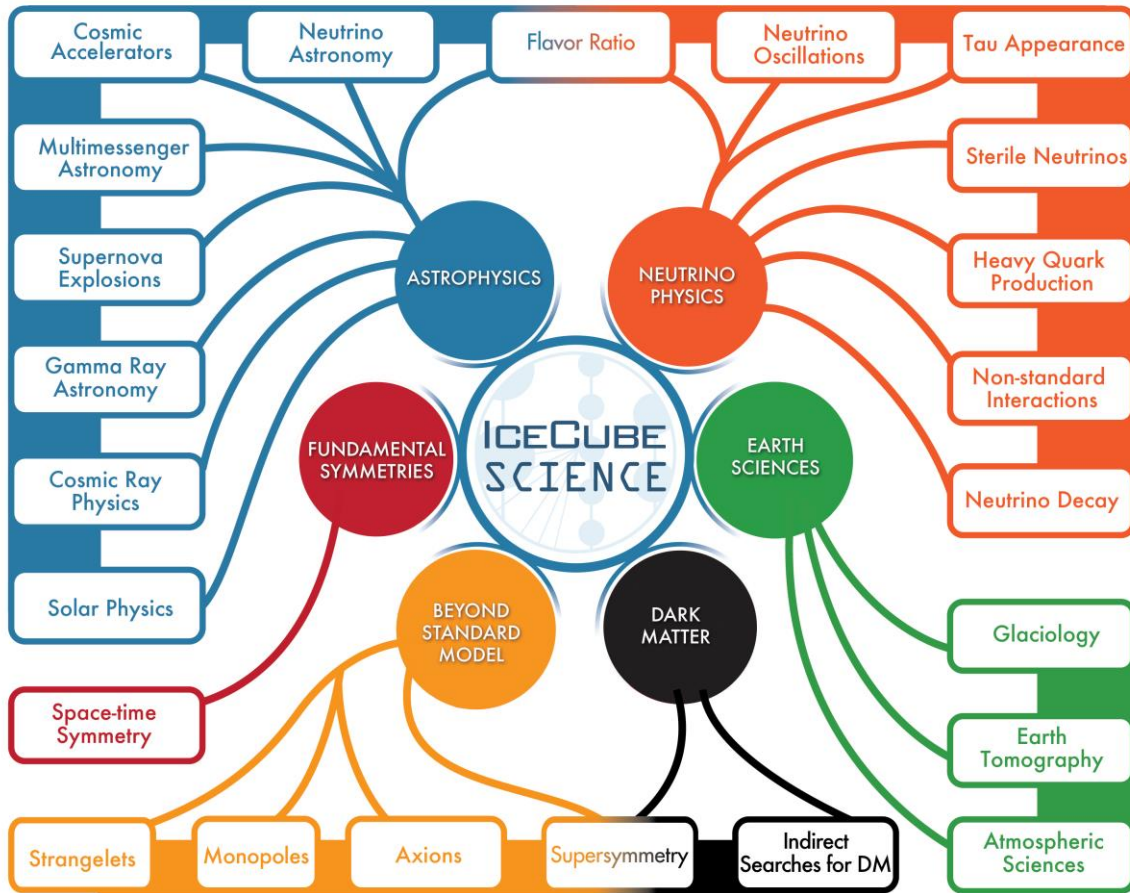 Cosmic
Accelerators
Neutrino
Astronomy
Flavor Ratio
Neutrino
Oscillations
Tau Appearance
Multimessenger
Astronomy
Sterile Neutrinos
Supernova
Explosions
ASTROPHYSICS
NEUTRINO
PHYSICS
Heavy Quark
Production
Gamma Ray
Astronomy
Non-standard
Interactions
FUNDAMENTAL
SYMMETRIES
ICECUBE
SCIENCE
EARTH
SCIENCES
Cosmic Ray
Physics
Neutrino Decay
Solar Physics
BEYOND
STANDARD
MODEL
DARK
MATTER
Glaciology
Space-time
Symmetry
Earth
Tomography
Strangelets
Monopoles
Axions
Supersymmetry
Indirect
Searches for DM
Atmospheric
Sciences